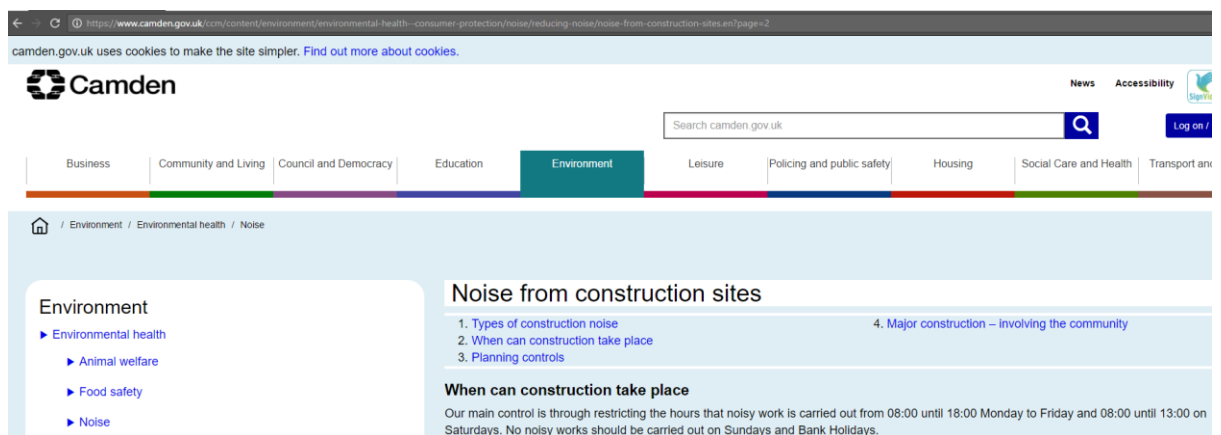 https://www.camden.gov.uk/ccm/content/environment/environmental-health--consumer-protection/noise/reducing-noise/noise-from-construction-sites.en?page=2
camden.gov.uk uses cookies to make the site simpler. Find out more about cookies.
Camden
News Accessibility
Search camden.gov.uk
Log on /
Business Community and Living Council and Democracy Education Environment Leisure Policing and public safety Housing Social Care and Health Transport and
/ Environment / Environmental health / Noise
Environment
Environmental health
Animal welfare
Food safety
Noise
Noise from construction sites
1. Types of construction noise
2. When can construction take place
3. Planning controls
4. Major construction – involving the community
When can construction take place
Our main control is through restricting the hours that noisy work is carried out from 08:00 until 18:00 Monday to Friday and 08:00 until 13:00 on
Saturdays. No noisy works should be carried out on Sundays and Bank Holidays.